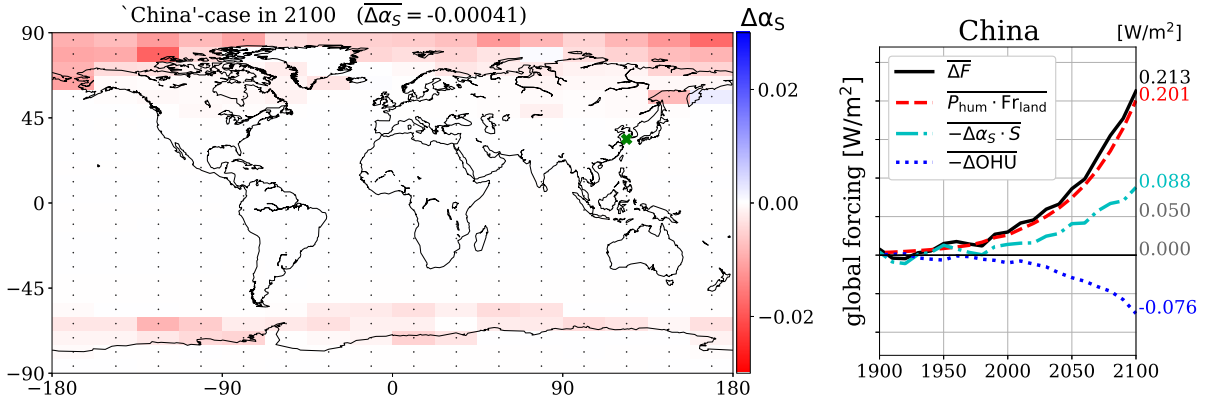 `China'-case in 2100 (Δα_S = -0.00041)
Δα_S
90
45
0
−45
−90
−180
−90
0
90
180
0.02
0.00
−0.02
China
[W/m²]
global forcing [W/m²]
ΔF
P_hum · Fr_land
−Δα_S · S
−ΔOHU
0.213
0.201
0.088
0.050
0.000
-0.076
1900
1950
2000
2050
2100